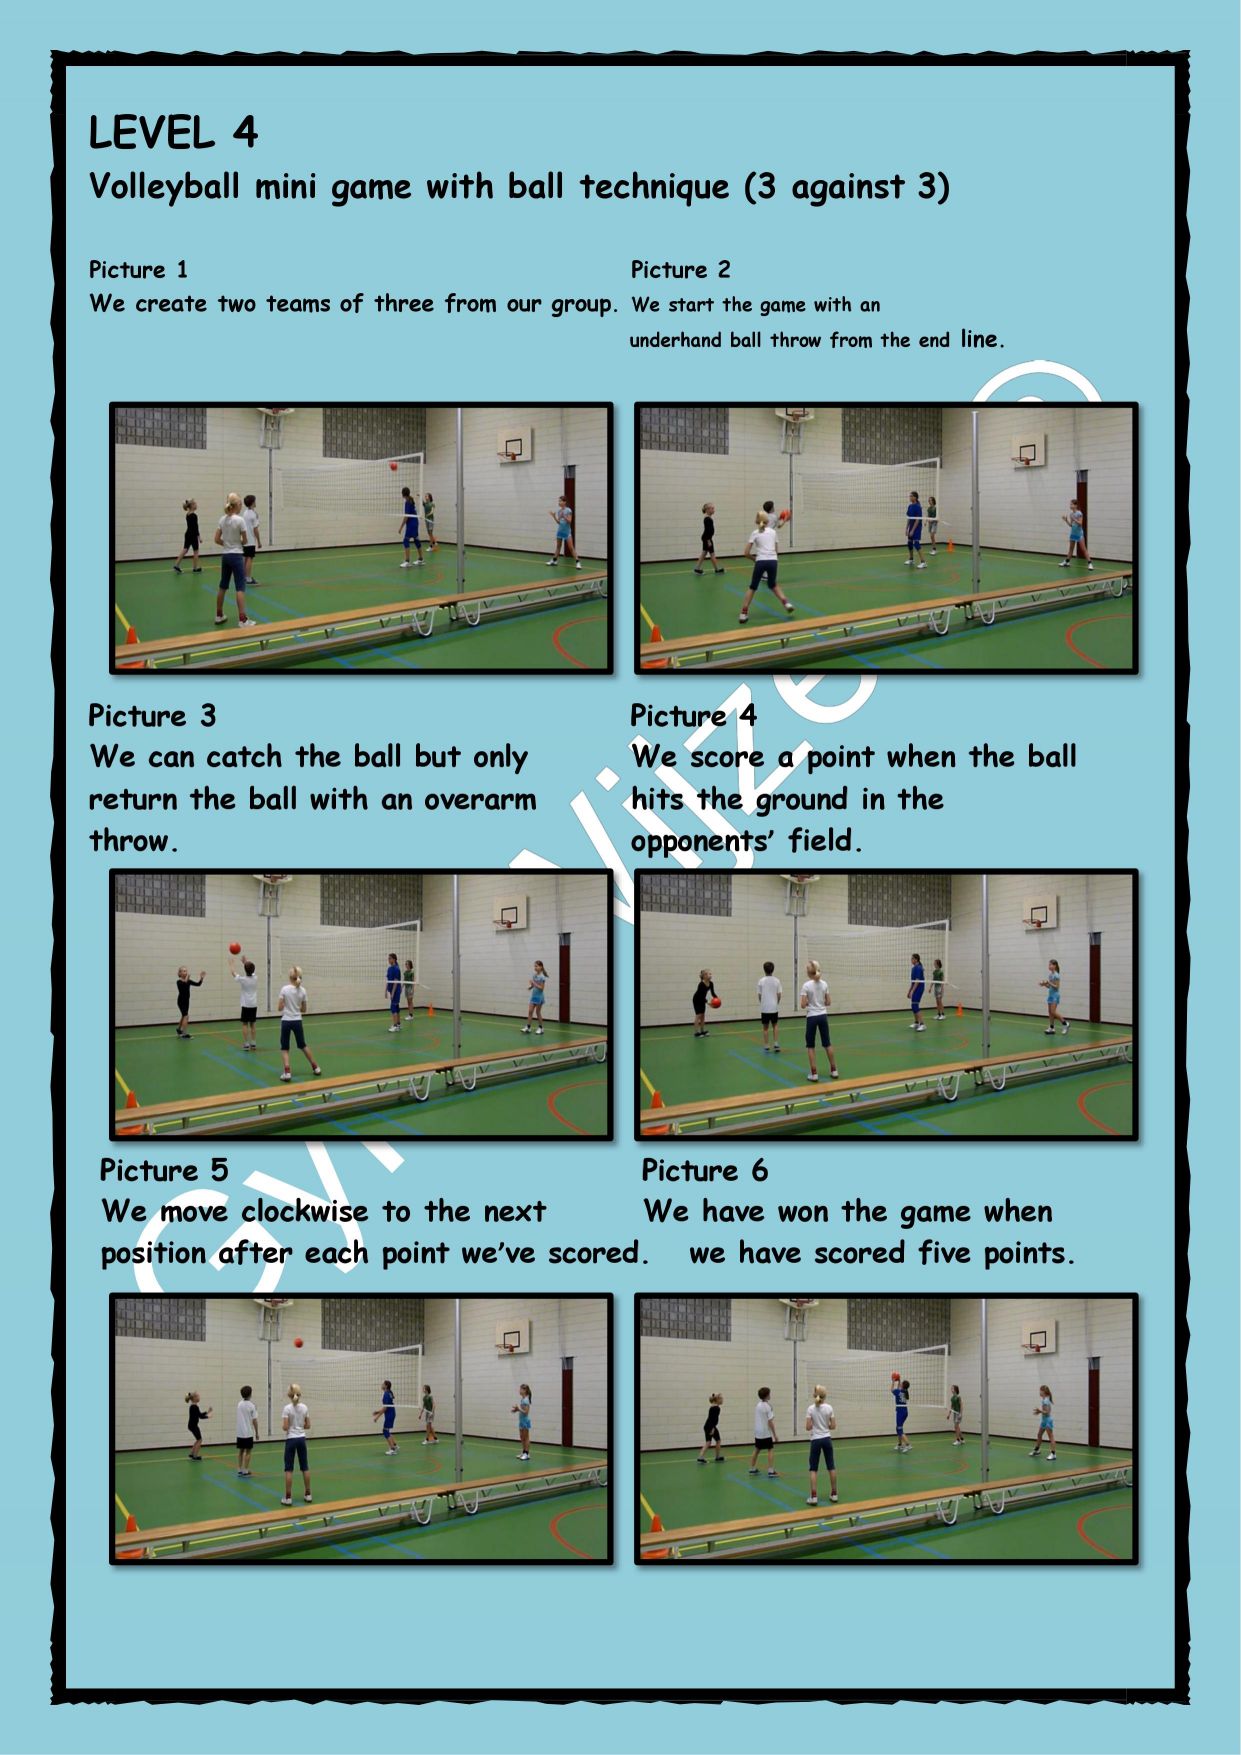 LEVEL 4
Volleyball mini game with ball technique (3 against 3)
Picture 1
We create two teams of three from our group.
Picture 2
We start the game with an
underhand ball throw from the end line.
Picture 3
We can catch the ball but only
return the ball with an overarm
throw.
Picture 4
We score a point when the ball
hits the ground in the
opponents’ field.
Picture 5
We move clockwise to the next
position after each point we’ve scored.
Picture 6
We have won the game when
we have scored five points.